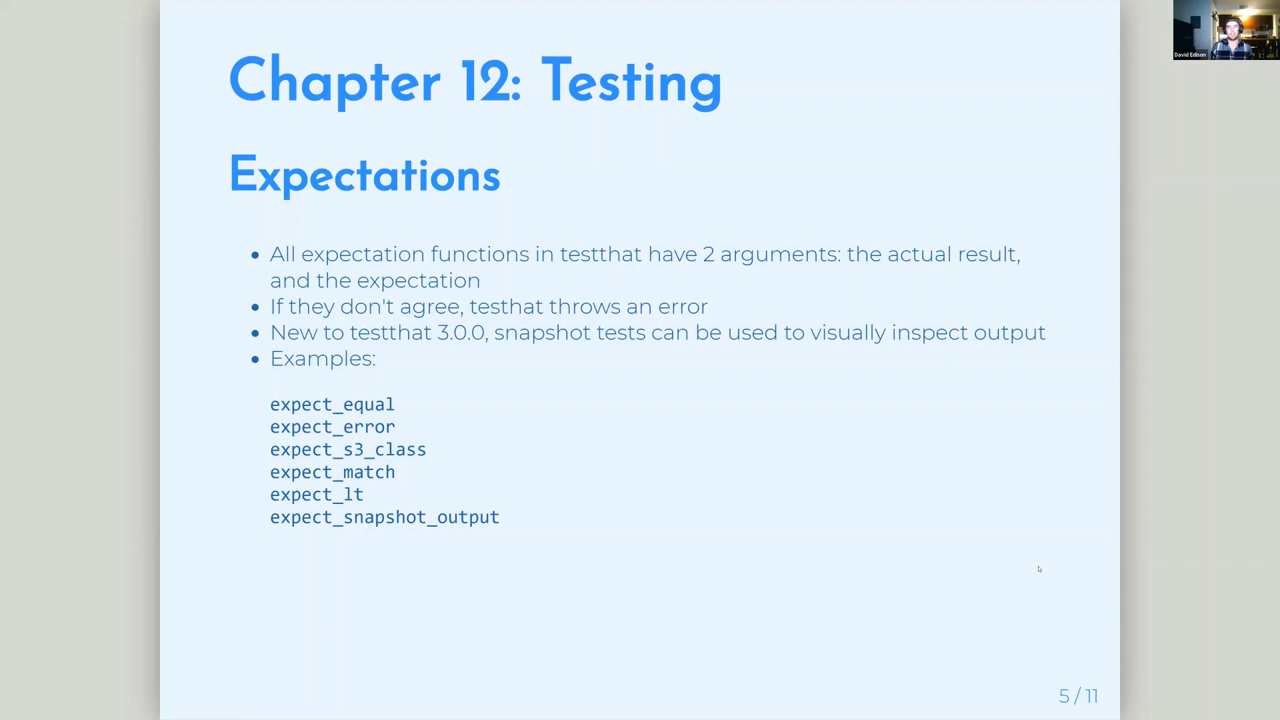 David Edison
Chapter 12: Testing
Expectations
All expectation functions in testthat have 2 arguments: the actual result,
and the expectation
If they don't agree, testhat throws an error
New to testthat 3.0.0, snapshot tests can be used to visually inspect output
Examples:
expect_equal
expect_error
expect_s3_class
expect_match
expect_lt
expect_snapshot_output
5 / 11